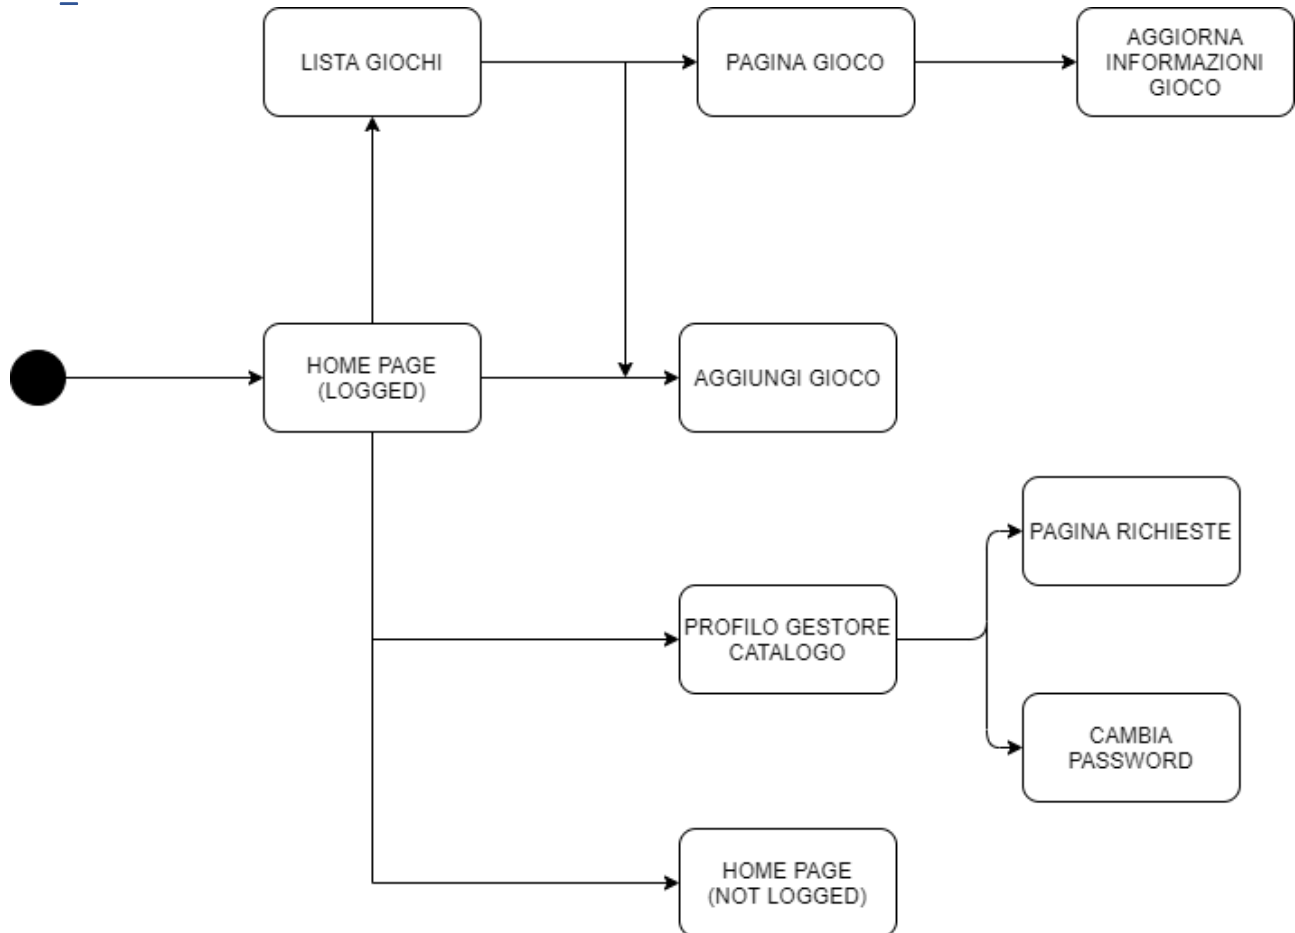 LISTA GIOCHI
PAGINA GIOCO
AGGIORNA
INFORMAZIONI
GIOCO
HOME PAGE
(LOGGED)
AGGIUNGI GIOCO
PAGINA RICHIESTE
PROFILO GESTORE
CATALOGO
CAMBIA
PASSWORD
HOME PAGE
(NOT LOGGED)